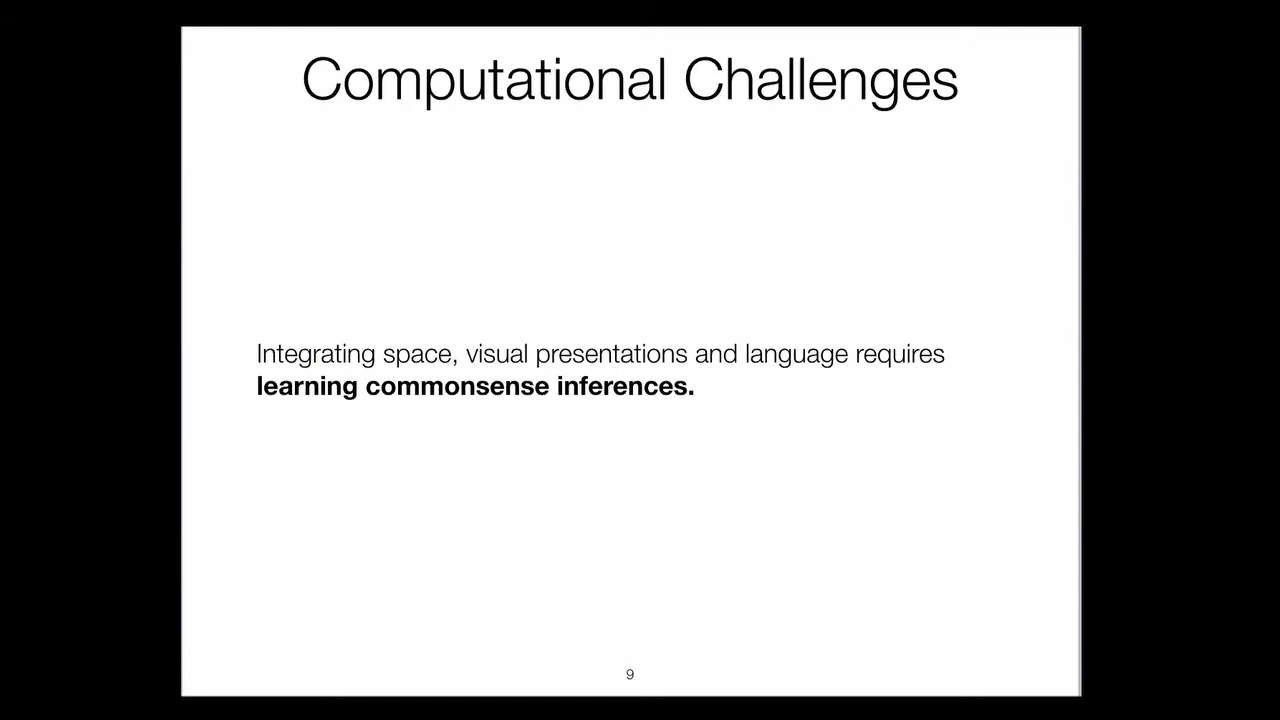 Computational Challenges
Integrating space, visual presentations and language requires
learning commonsense inferences.
9